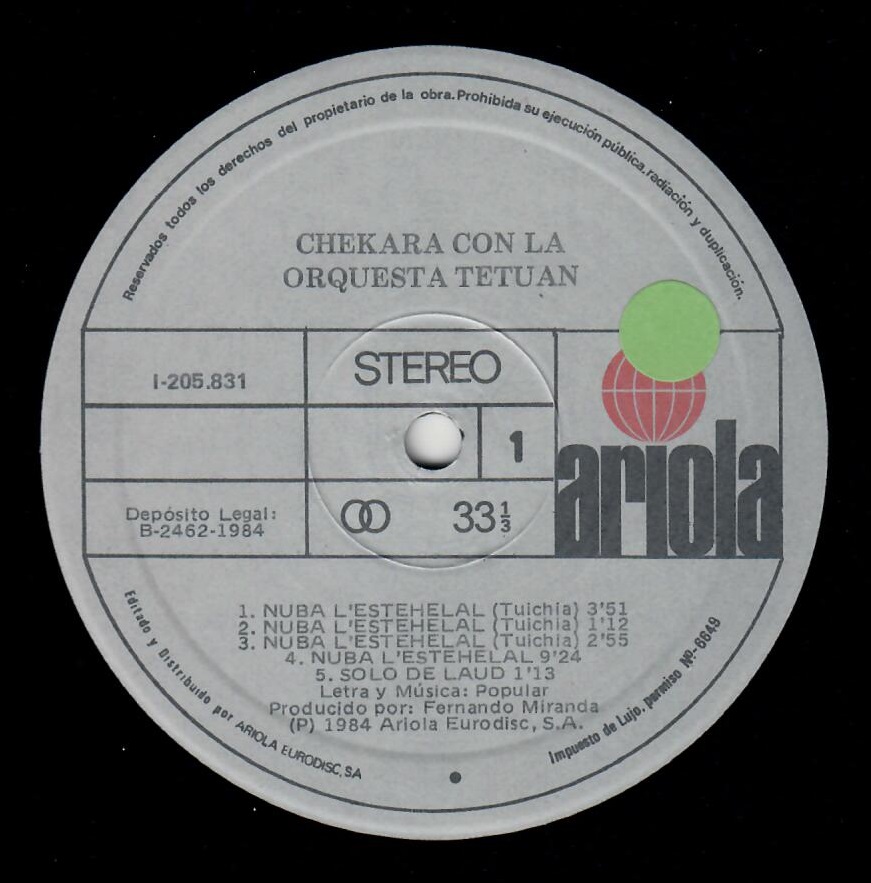 Reservados todos los derechos del propietario de la obra.Prohibida su ejecución pública.radiación y duplicación.
CHEKARA CON LA
ORQUESTA TETUAN
I-205.831
STEREO
1
Depósito Legal:
B-2462-1984
33 1/3
ariola
1. NUBA L'ESTEHELAL (Tuichia) 3'51
2. NUBA L'ESTEHELAL (Tuichia) 1'12
3. NUBA L'ESTEHELAL (Tuichia) 2'55
4. NUBA L'ESTEHELAL 9'24
5. SOLO DE LAUD 1'13
Letra y Música: Popular
Producido por: Fernando Miranda
(P) 1984 Ariola Eurodisc, S.A.
Editado y Distribuido por ARIOLA EURODISC, SA
Impuesto de Lujo, permiso Nº-6649